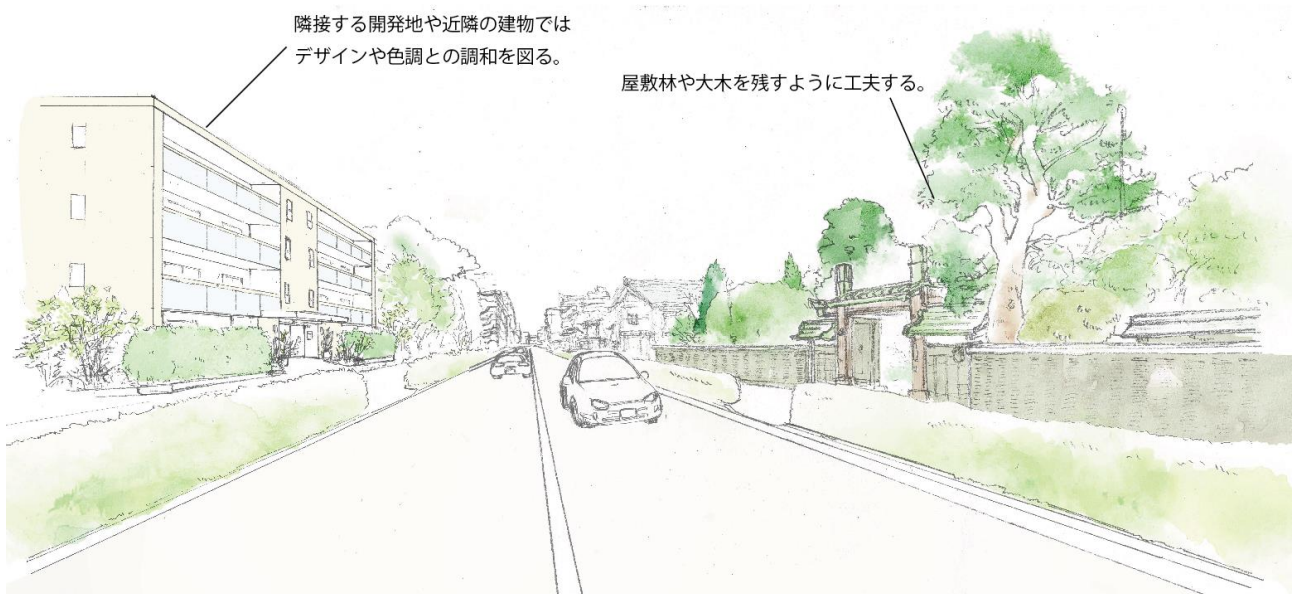 隣接する開発地や近隣の建物では
デザインや色調との調和を図る。
屋敷林や大木を残すように工夫する。